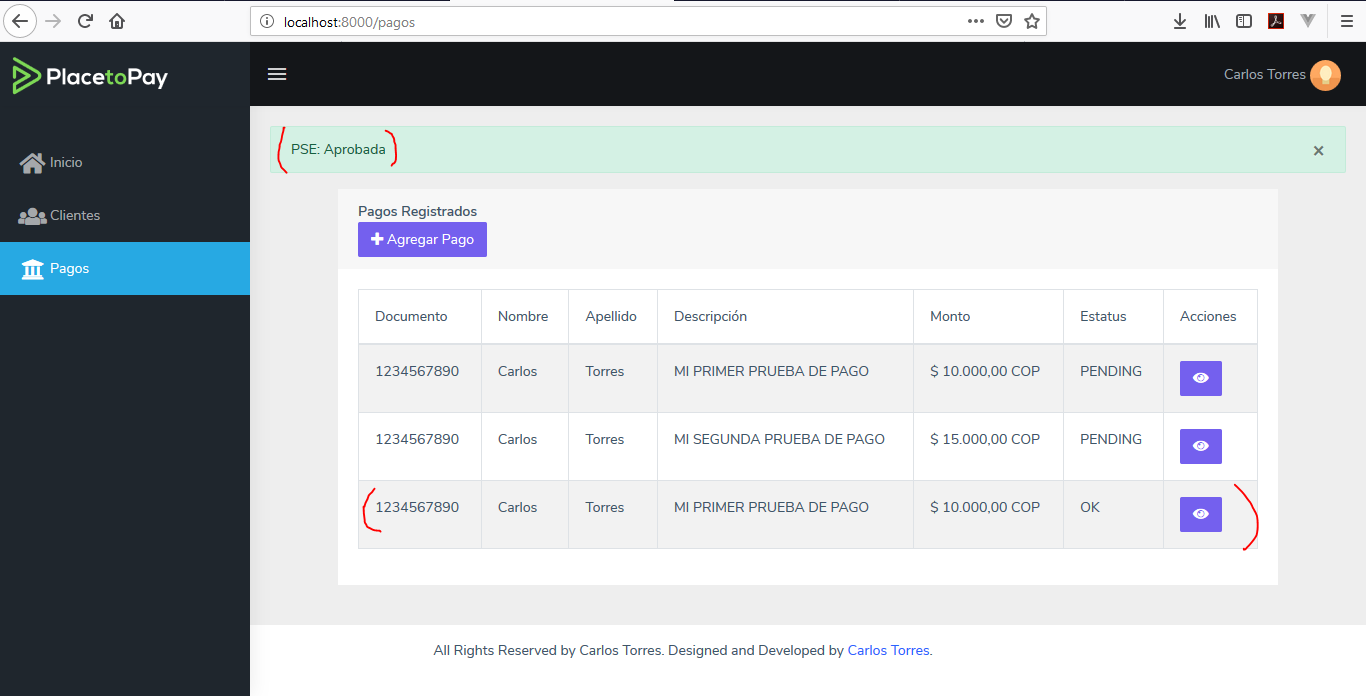 localhost:8000/pagos
PlacetoPay
Carlos Torres
Inicio
Clientes
Pagos
PSE: Aprobada ×
Pagos Registrados
Agregar Pago
Documento Nombre Apellido Descripción Monto Estatus Acciones
1234567890 Carlos Torres MI PRIMER PRUEBA DE PAGO $ 10.000,00 COP PENDING
1234567890 Carlos Torres MI SEGUNDA PRUEBA DE PAGO $ 15.000,00 COP PENDING
1234567890 Carlos Torres MI PRIMER PRUEBA DE PAGO $ 10.000,00 COP OK
All Rights Reserved by Carlos Torres. Designed and Developed by Carlos Torres.